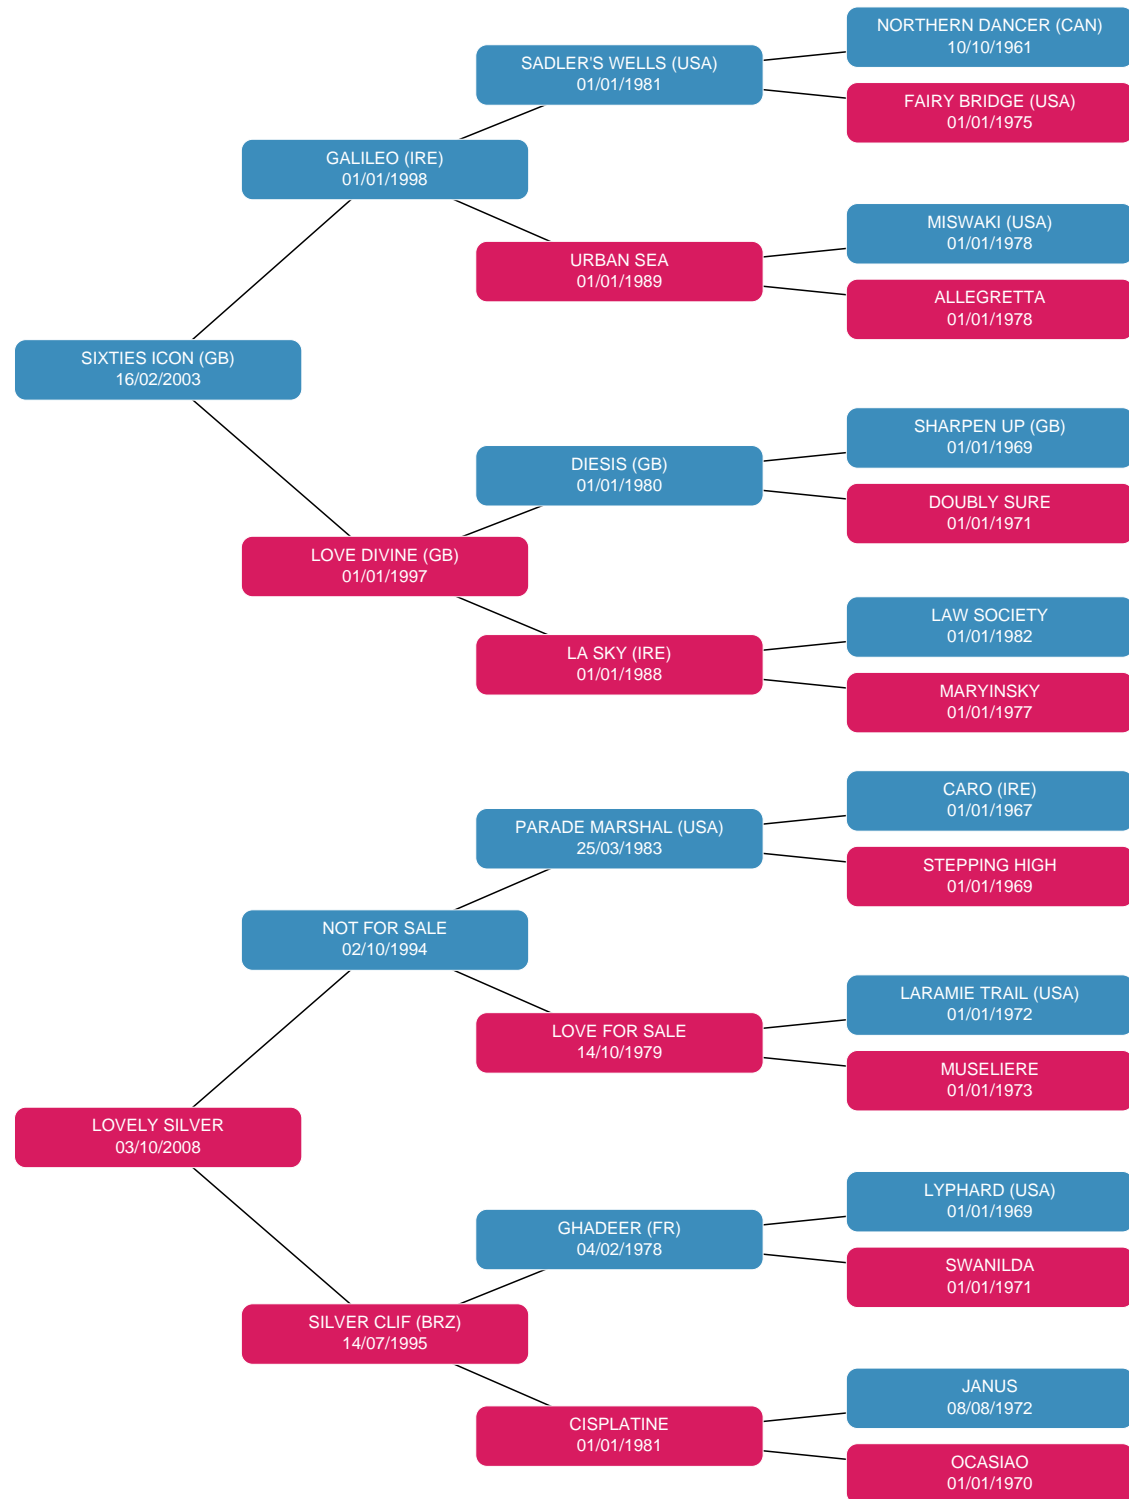 NORTHERN DANCER (CAN)
10/10/1961
SADLER'S WELLS (USA)
01/01/1981
FAIRY BRIDGE (USA)
01/01/1975
GALILEO (IRE)
01/01/1998
MISWAKI (USA)
01/01/1978
URBAN SEA
01/01/1989
ALLEGRETTA
01/01/1978
SIXTIES ICON (GB)
16/02/2003
SHARPEN UP (GB)
01/01/1969
DIESIS (GB)
01/01/1980
DOUBLY SURE
01/01/1971
LOVE DIVINE (GB)
01/01/1997
LAW SOCIETY
01/01/1982
LA SKY (IRE)
01/01/1988
MARYINSKY
01/01/1977
CARO (IRE)
01/01/1967
PARADE MARSHAL (USA)
25/03/1983
STEPPING HIGH
01/01/1969
NOT FOR SALE
02/10/1994
LARAMIE TRAIL (USA)
01/01/1972
LOVE FOR SALE
14/10/1979
MUSELIERE
01/01/1973
LOVELY SILVER
03/10/2008
LYPHARD (USA)
01/01/1969
GHADEER (FR)
04/02/1978
SWANILDA
01/01/1971
SILVER CLIF (BRZ)
14/07/1995
JANUS
08/08/1972
CISPLATINE
01/01/1981
OCASIAO
01/01/1970